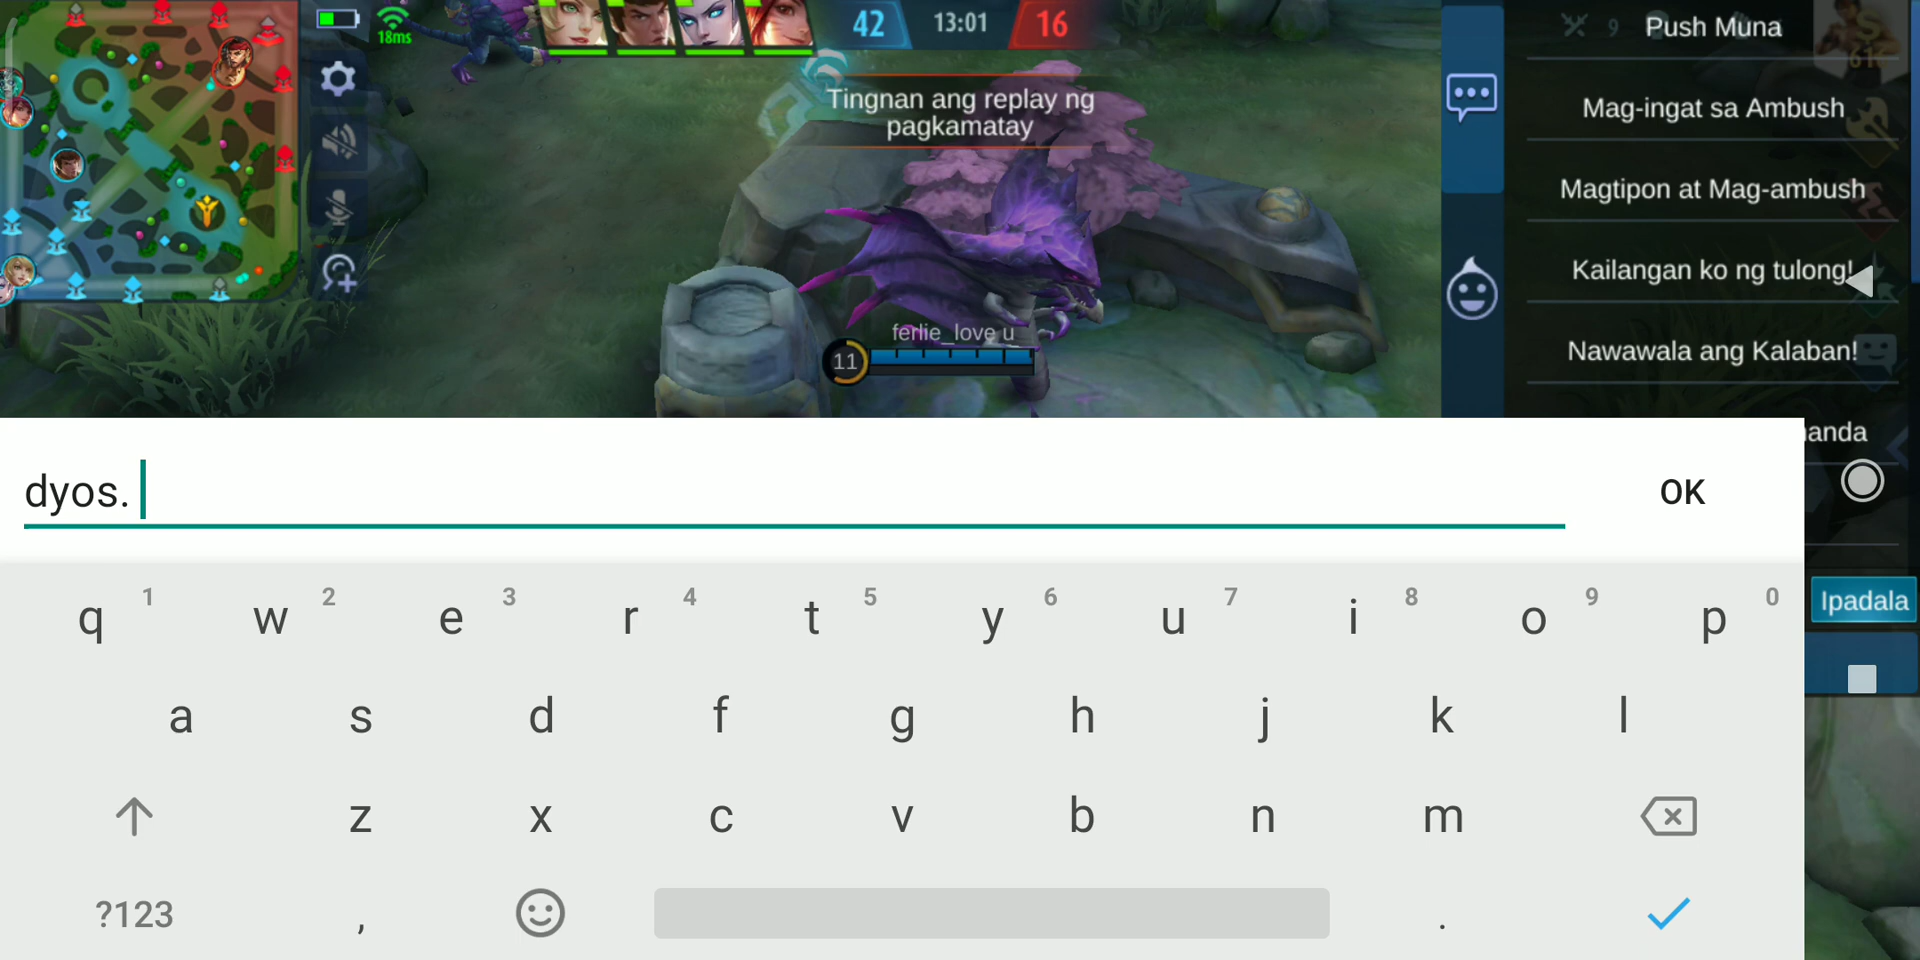 18ms
42 13:01 16
Tingnan ang replay ng
pagkamatay
ferlie_love u
11
9 Push Muna
Mag-ingat sa Ambush
Magtipon at Mag-ambush
Kailangan ko ng tulong!
Nawawala ang Kalaban!
Ipadala
dyos.
OK
q 1 w 2 e 3 r 4 t 5 y 6 u 7 i 8 o 9 p 0
a s d f g h j k l
z x c v b n m
?123 , .